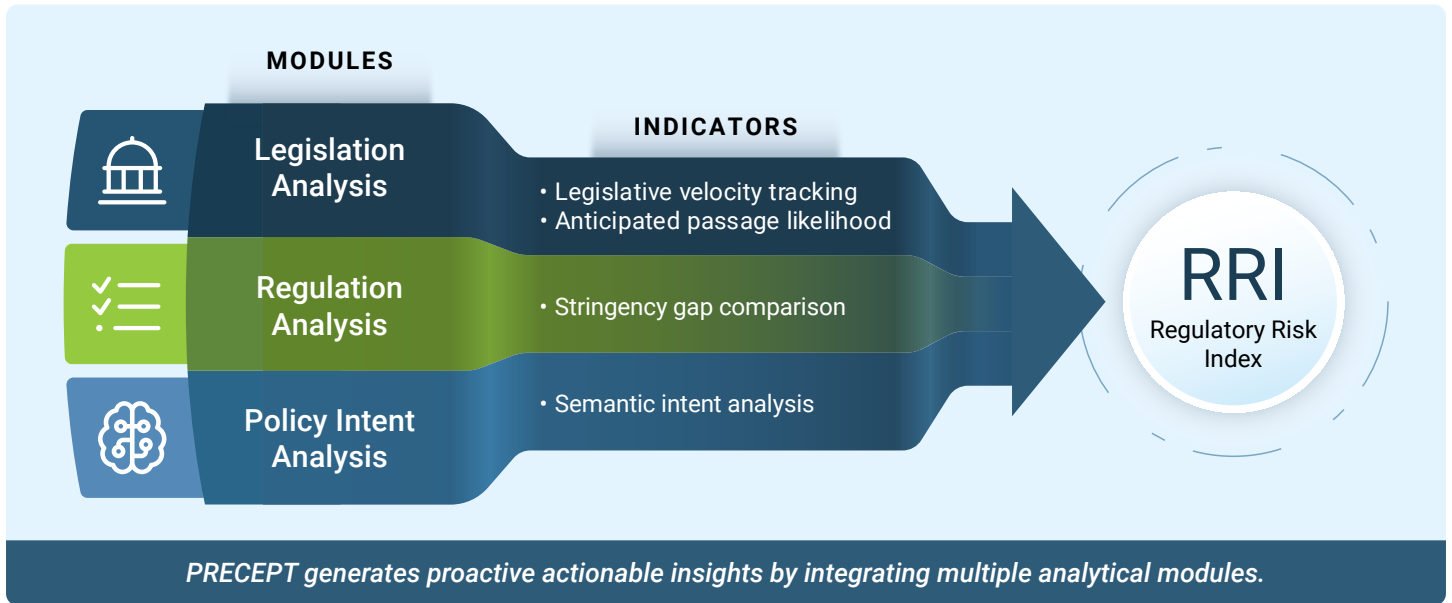 MODULES
Legislation
Analysis
Regulation
Analysis
Policy Intent
Analysis
INDICATORS
• Legislative velocity tracking
• Anticipated passage likelihood
• Stringency gap comparison
• Semantic intent analysis
RRI
Regulatory Risk
Index
PRECEPT generates proactive actionable insights by integrating multiple analytical modules.